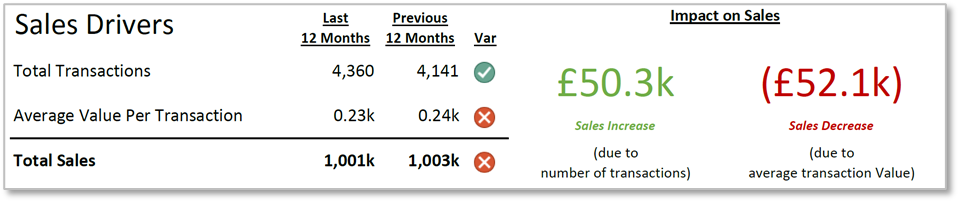 Sales Drivers
Last
12 Months
Previous
12 Months
Var
Total Transactions 4,360 4,141
Average Value Per Transaction 0.23k 0.24k
Total Sales 1,001k 1,003k
Impact on Sales
£50.3k
Sales Increase
(due to
number of transactions)
(£52.1k)
Sales Decrease
(due to
average transaction Value)